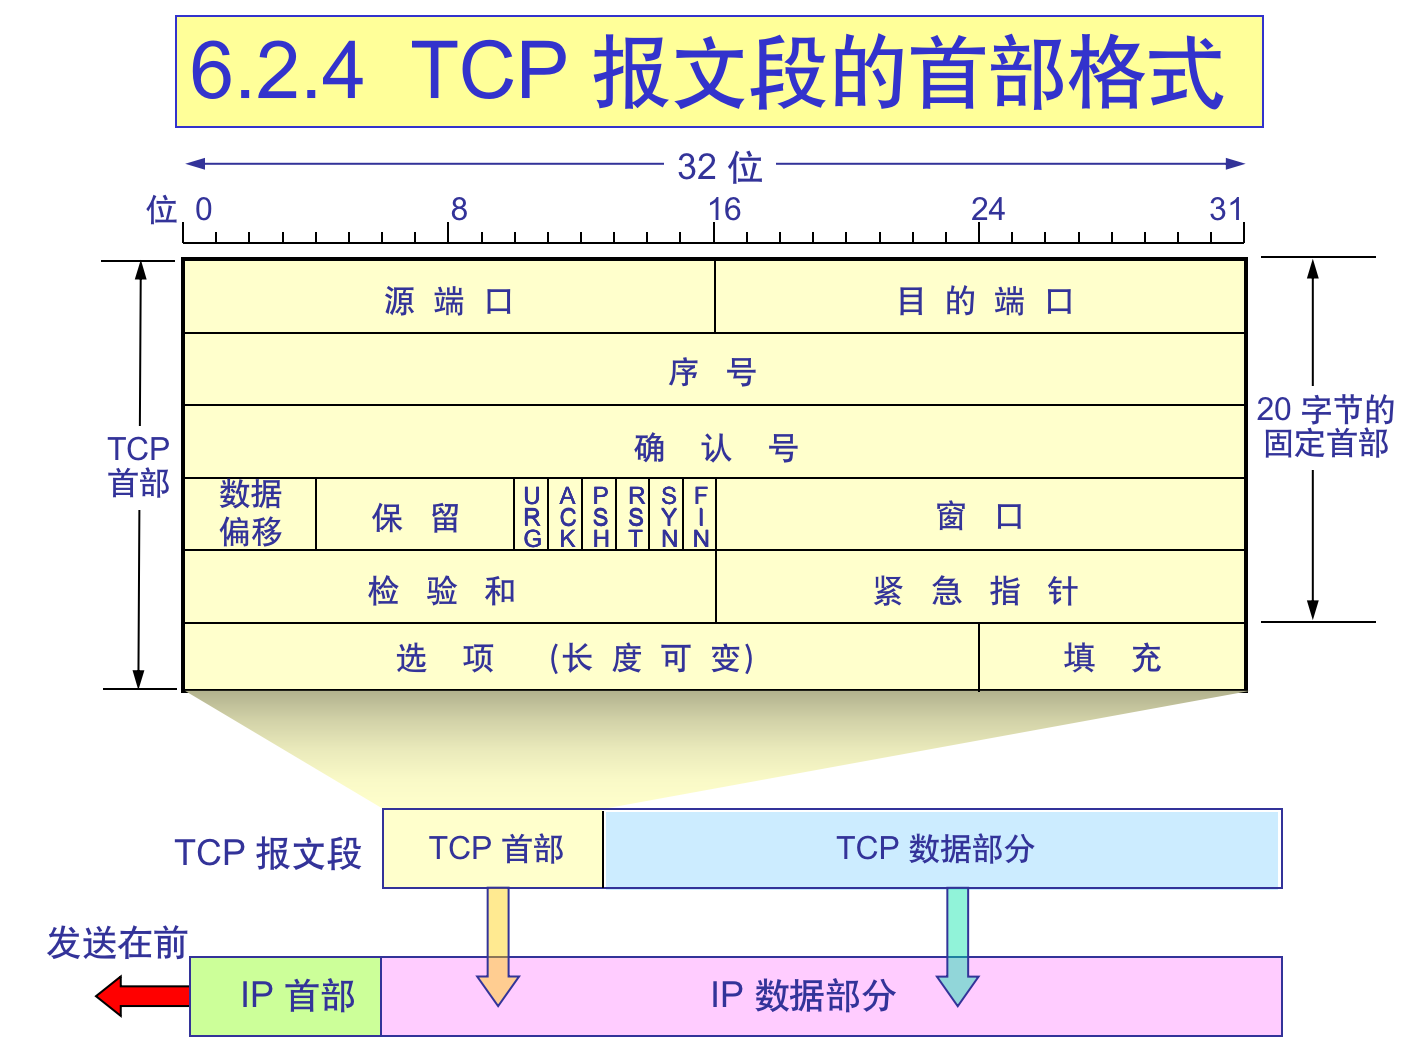 6.2.4 TCP 报文段的首部格式
32 位
位 0 8 16 24 31
源 端 口 目 的 端 口
序 号
确 认 号
TCP
首部
20 字节的
固定首部
数据
偏移
保 留
URG
ACK
PSH
RST
SYN
FIN
窗 口
检 验 和 紧 急 指 针
选 项 (长 度 可 变) 填 充
TCP 报文段 TCP 首部 TCP 数据部分
发送在前
IP 首部 IP 数据部分